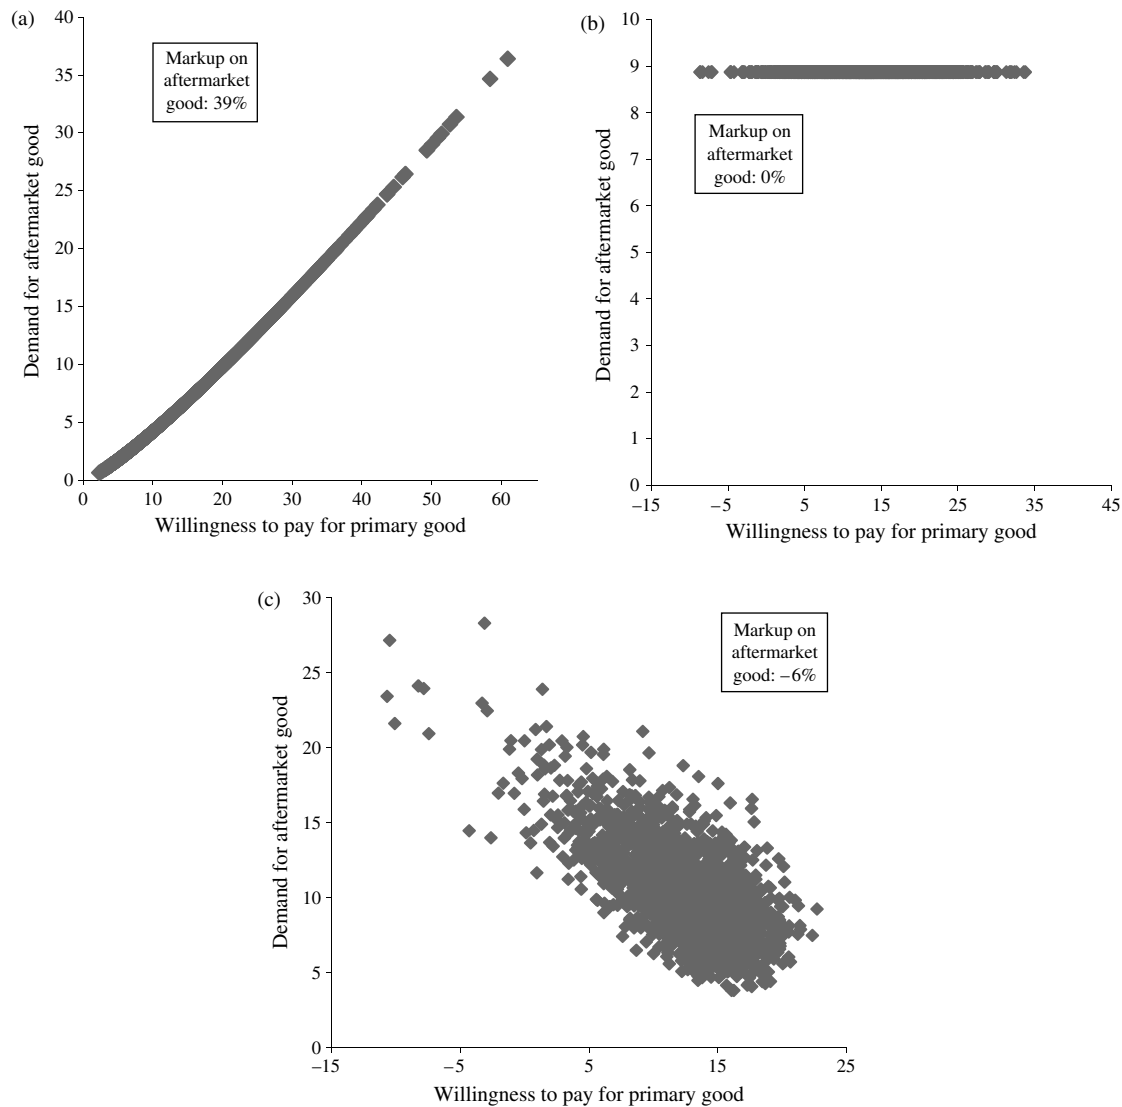 (a)
40
35
30
25
20
15
10
5
0
Demand for aftermarket good
Markup on
aftermarket
good: 39%
0 10 20 30 40 50 60
Willingness to pay for primary good
(b)
10
9
8
7
6
5
4
3
2
1
0
Demand for aftermarket good
Markup on
aftermarket
good: 0%
–15 –5 5 15 25 35 45
Willingness to pay for primary good
(c)
30
25
20
15
10
5
0
Demand for aftermarket good
Markup on
aftermarket
good: –6%
–15 –5 5 15 25
Willingness to pay for primary good